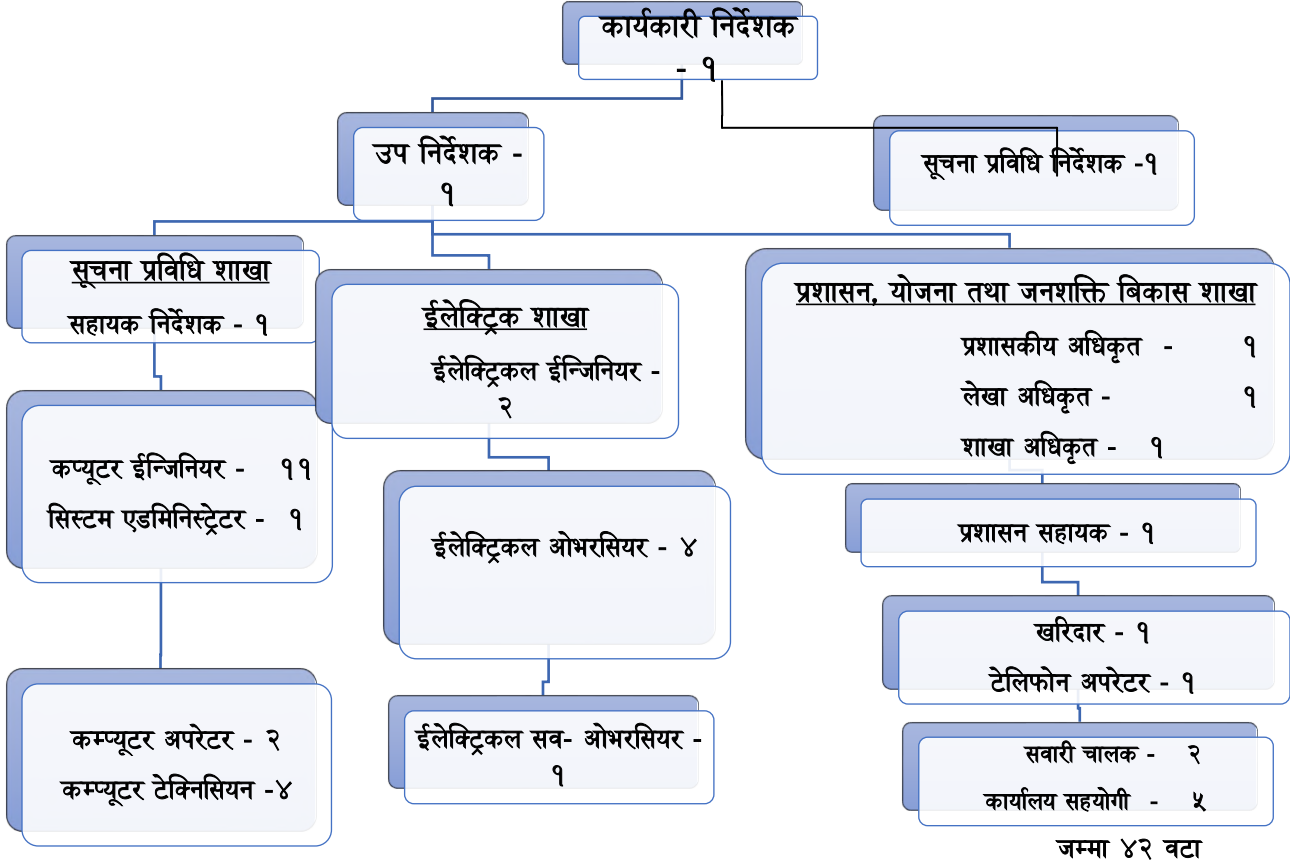 कार्यकारी निर्देशक
- १
उप निर्देशक -
१
सूचना प्रविधि निर्देशक -१
सूचना प्रविधि शाखा
सहायक निर्देशक - १
ईलेक्ट्रिक शाखा
ईलेक्ट्रिकल ईन्जिनियर -
२
प्रशासन, योजना तथा जनशक्ति बिकास शाखा
प्रशासकीय अधिकृत - १
लेखा अधिकृत - १
शाखा अधिकृत - १
कप्यूटर ईन्जिनियर - ११
सिस्टम एडमिनिस्ट्रेटर - १
ईलेक्ट्रिकल ओभरसियर - ४
प्रशासन सहायक - १
खरिदार - १
टेलिफोन अपरेटर - १
कम्प्यूटर अपरेटर - २
कम्प्यूटर टेक्निसियन -४
ईलेक्ट्रिकल सव- ओभरसियर -
१
सवारी चालक - २
कार्यालय सहयोगी - ५
जम्मा ४२ वटा